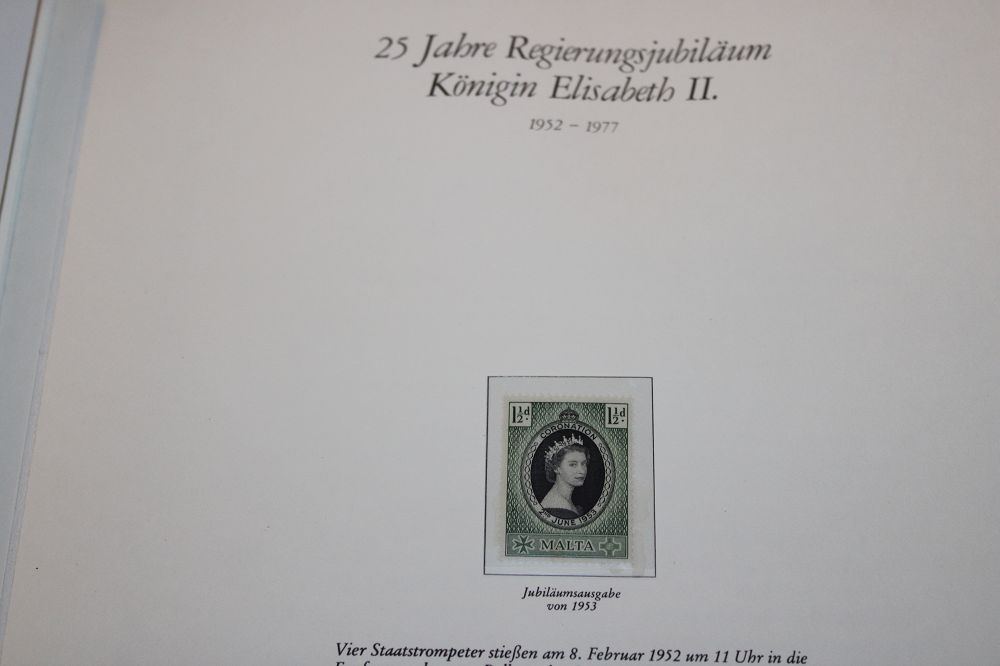 25 Jahre Regierungsjubiläum
Königin Elisabeth II.
1952 – 1977
1½d. 1½d.
CORONATION
2ND JUNE 1953
MALTA
Jubiläumsausgabe
von 1953
Vier Staatstrompeter stießen am 8. Februar 1952 um 11 Uhr in die